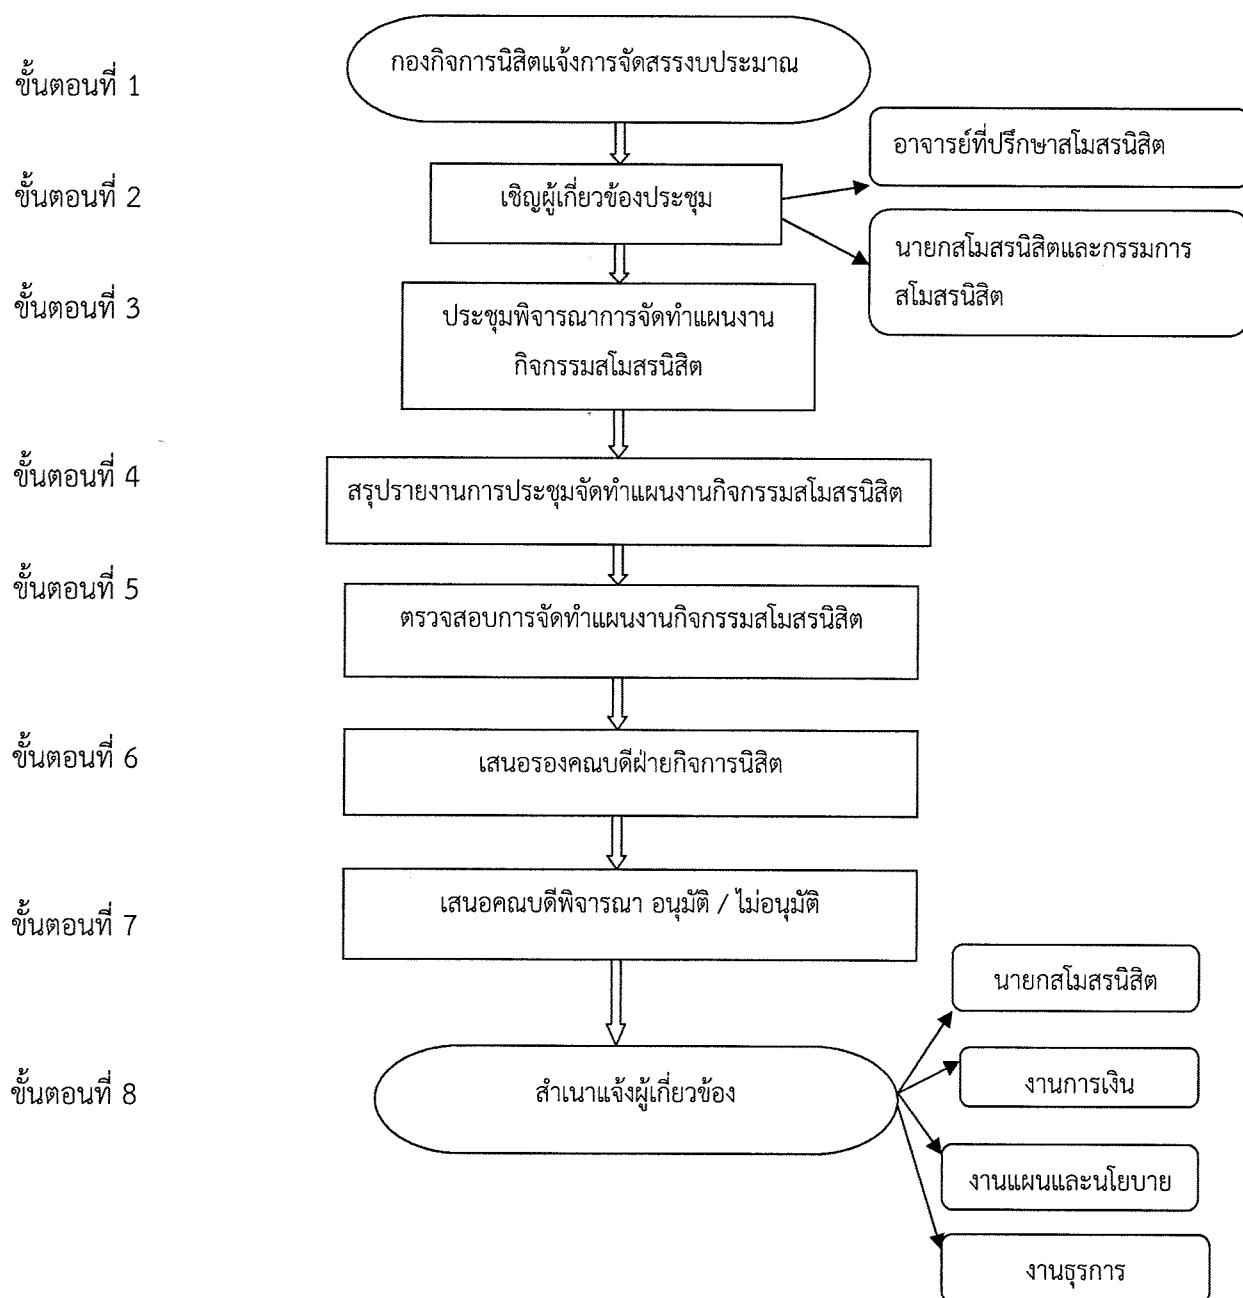 ขั้นตอนที่ 1
กองกิจการนิสิตแจ้งการจัดสรรงบประมาณ
ขั้นตอนที่ 2
เชิญผู้เกี่ยวข้องประชุม
อาจารย์ที่ปรึกษาสโมสรนิสิต
นายกสโมสรนิสิตและกรรมการ
สโมสรนิสิต
ขั้นตอนที่ 3
ประชุมพิจารณาการจัดทำแผนงาน
กิจกรรมสโมสรนิสิต
ขั้นตอนที่ 4
สรุปรายงานการประชุมจัดทำแผนงานกิจกรรมสโมสรนิสิต
ขั้นตอนที่ 5
ตรวจสอบการจัดทำแผนงานกิจกรรมสโมสรนิสิต
ขั้นตอนที่ 6
เสนอรองคณบดีฝ่ายกิจการนิสิต
ขั้นตอนที่ 7
เสนอคณบดีพิจารณา อนุมัติ / ไม่อนุมัติ
ขั้นตอนที่ 8
สำเนาแจ้งผู้เกี่ยวข้อง
นายกสโมสรนิสิต
งานการเงิน
งานแผนและนโยบาย
งานธุรการ